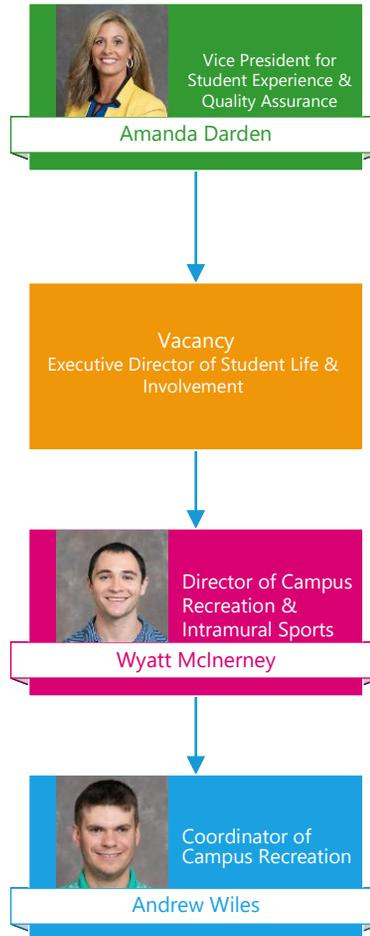 Vice President for
Student Experience &
Quality Assurance
Amanda Darden
Vacancy
Executive Director of Student Life &
Involvement
Director of Campus
Recreation &
Intramural Sports
Wyatt McInerney
Coordinator of
Campus Recreation
Andrew Wiles